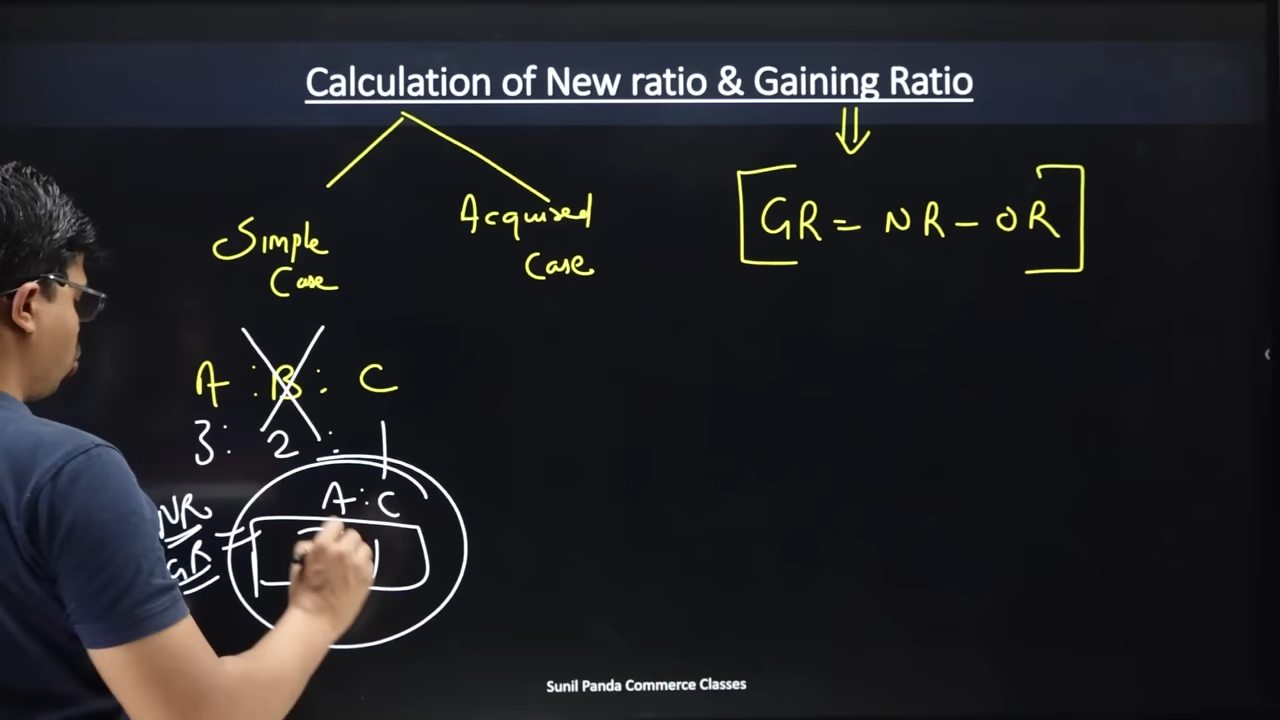 Calculation of New ratio & Gaining Ratio
Simple
Case
Acquired
Case
GR = NR - OR
A : B : C
3 : 2 : 1
A : C
NR
GR
Sunil Panda Commerce Classes